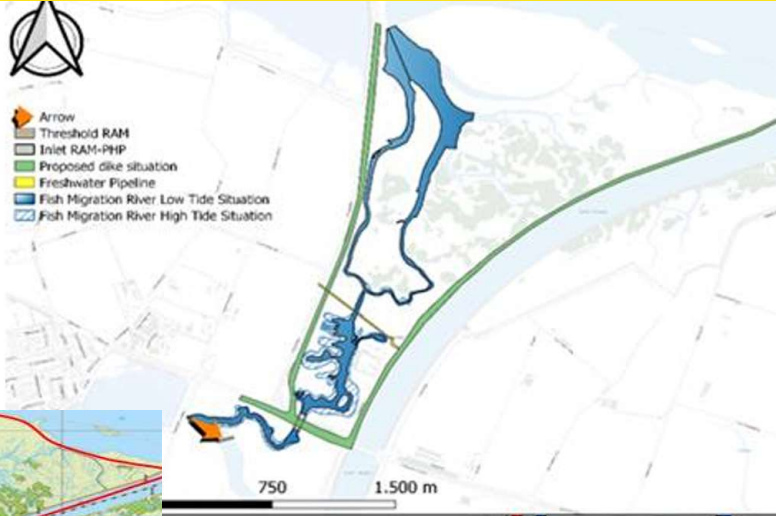 Arrow
Threshold RAM
Inlet RAM-PHP
Proposed dike situation
Freshwater Pipeline
Fish Migration River Low Tide Situation
Fish Migration River High Tide Situation
750
1.500 m